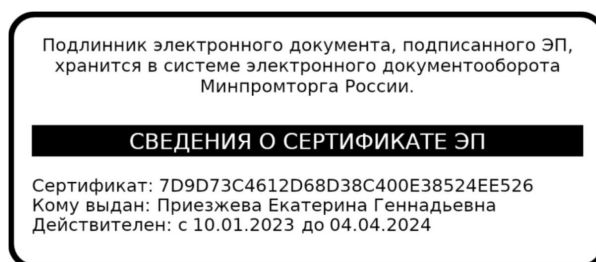 Подлинник электронного документа, подписанного ЭП,
хранится в системе электронного документооборота
Минпромторга России.
СВЕДЕНИЯ О СЕРТИФИКАТЕ ЭП
Сертификат: 7D9D73C4612D68D38C400E38524EE526
Кому выдан: Приезжева Екатерина Геннадьевна
Действителен: с 10.01.2023 до 04.04.2024